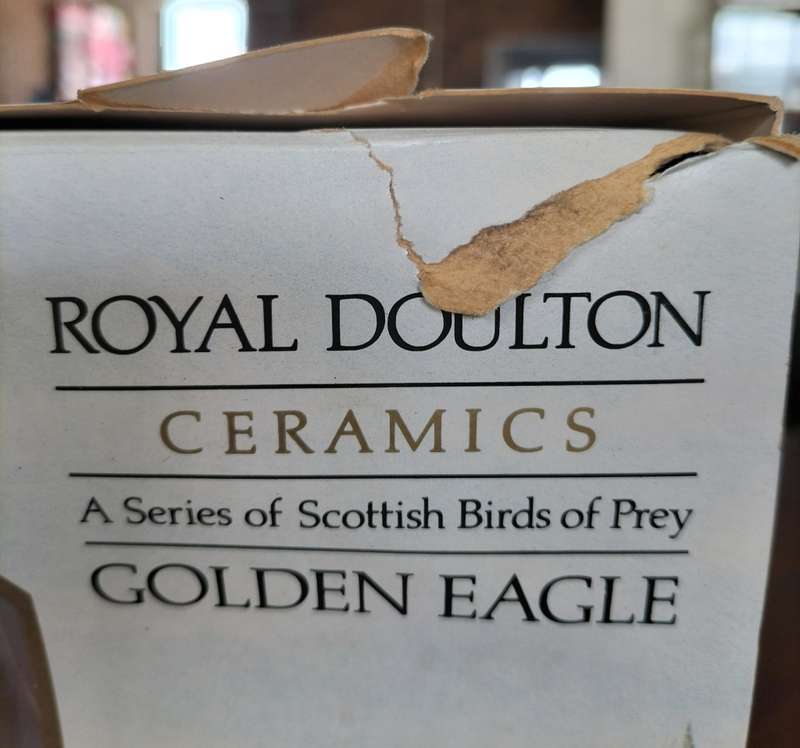 ROYAL DOULTON
CERAMICS
A Series of Scottish Birds of Prey
GOLDEN EAGLE